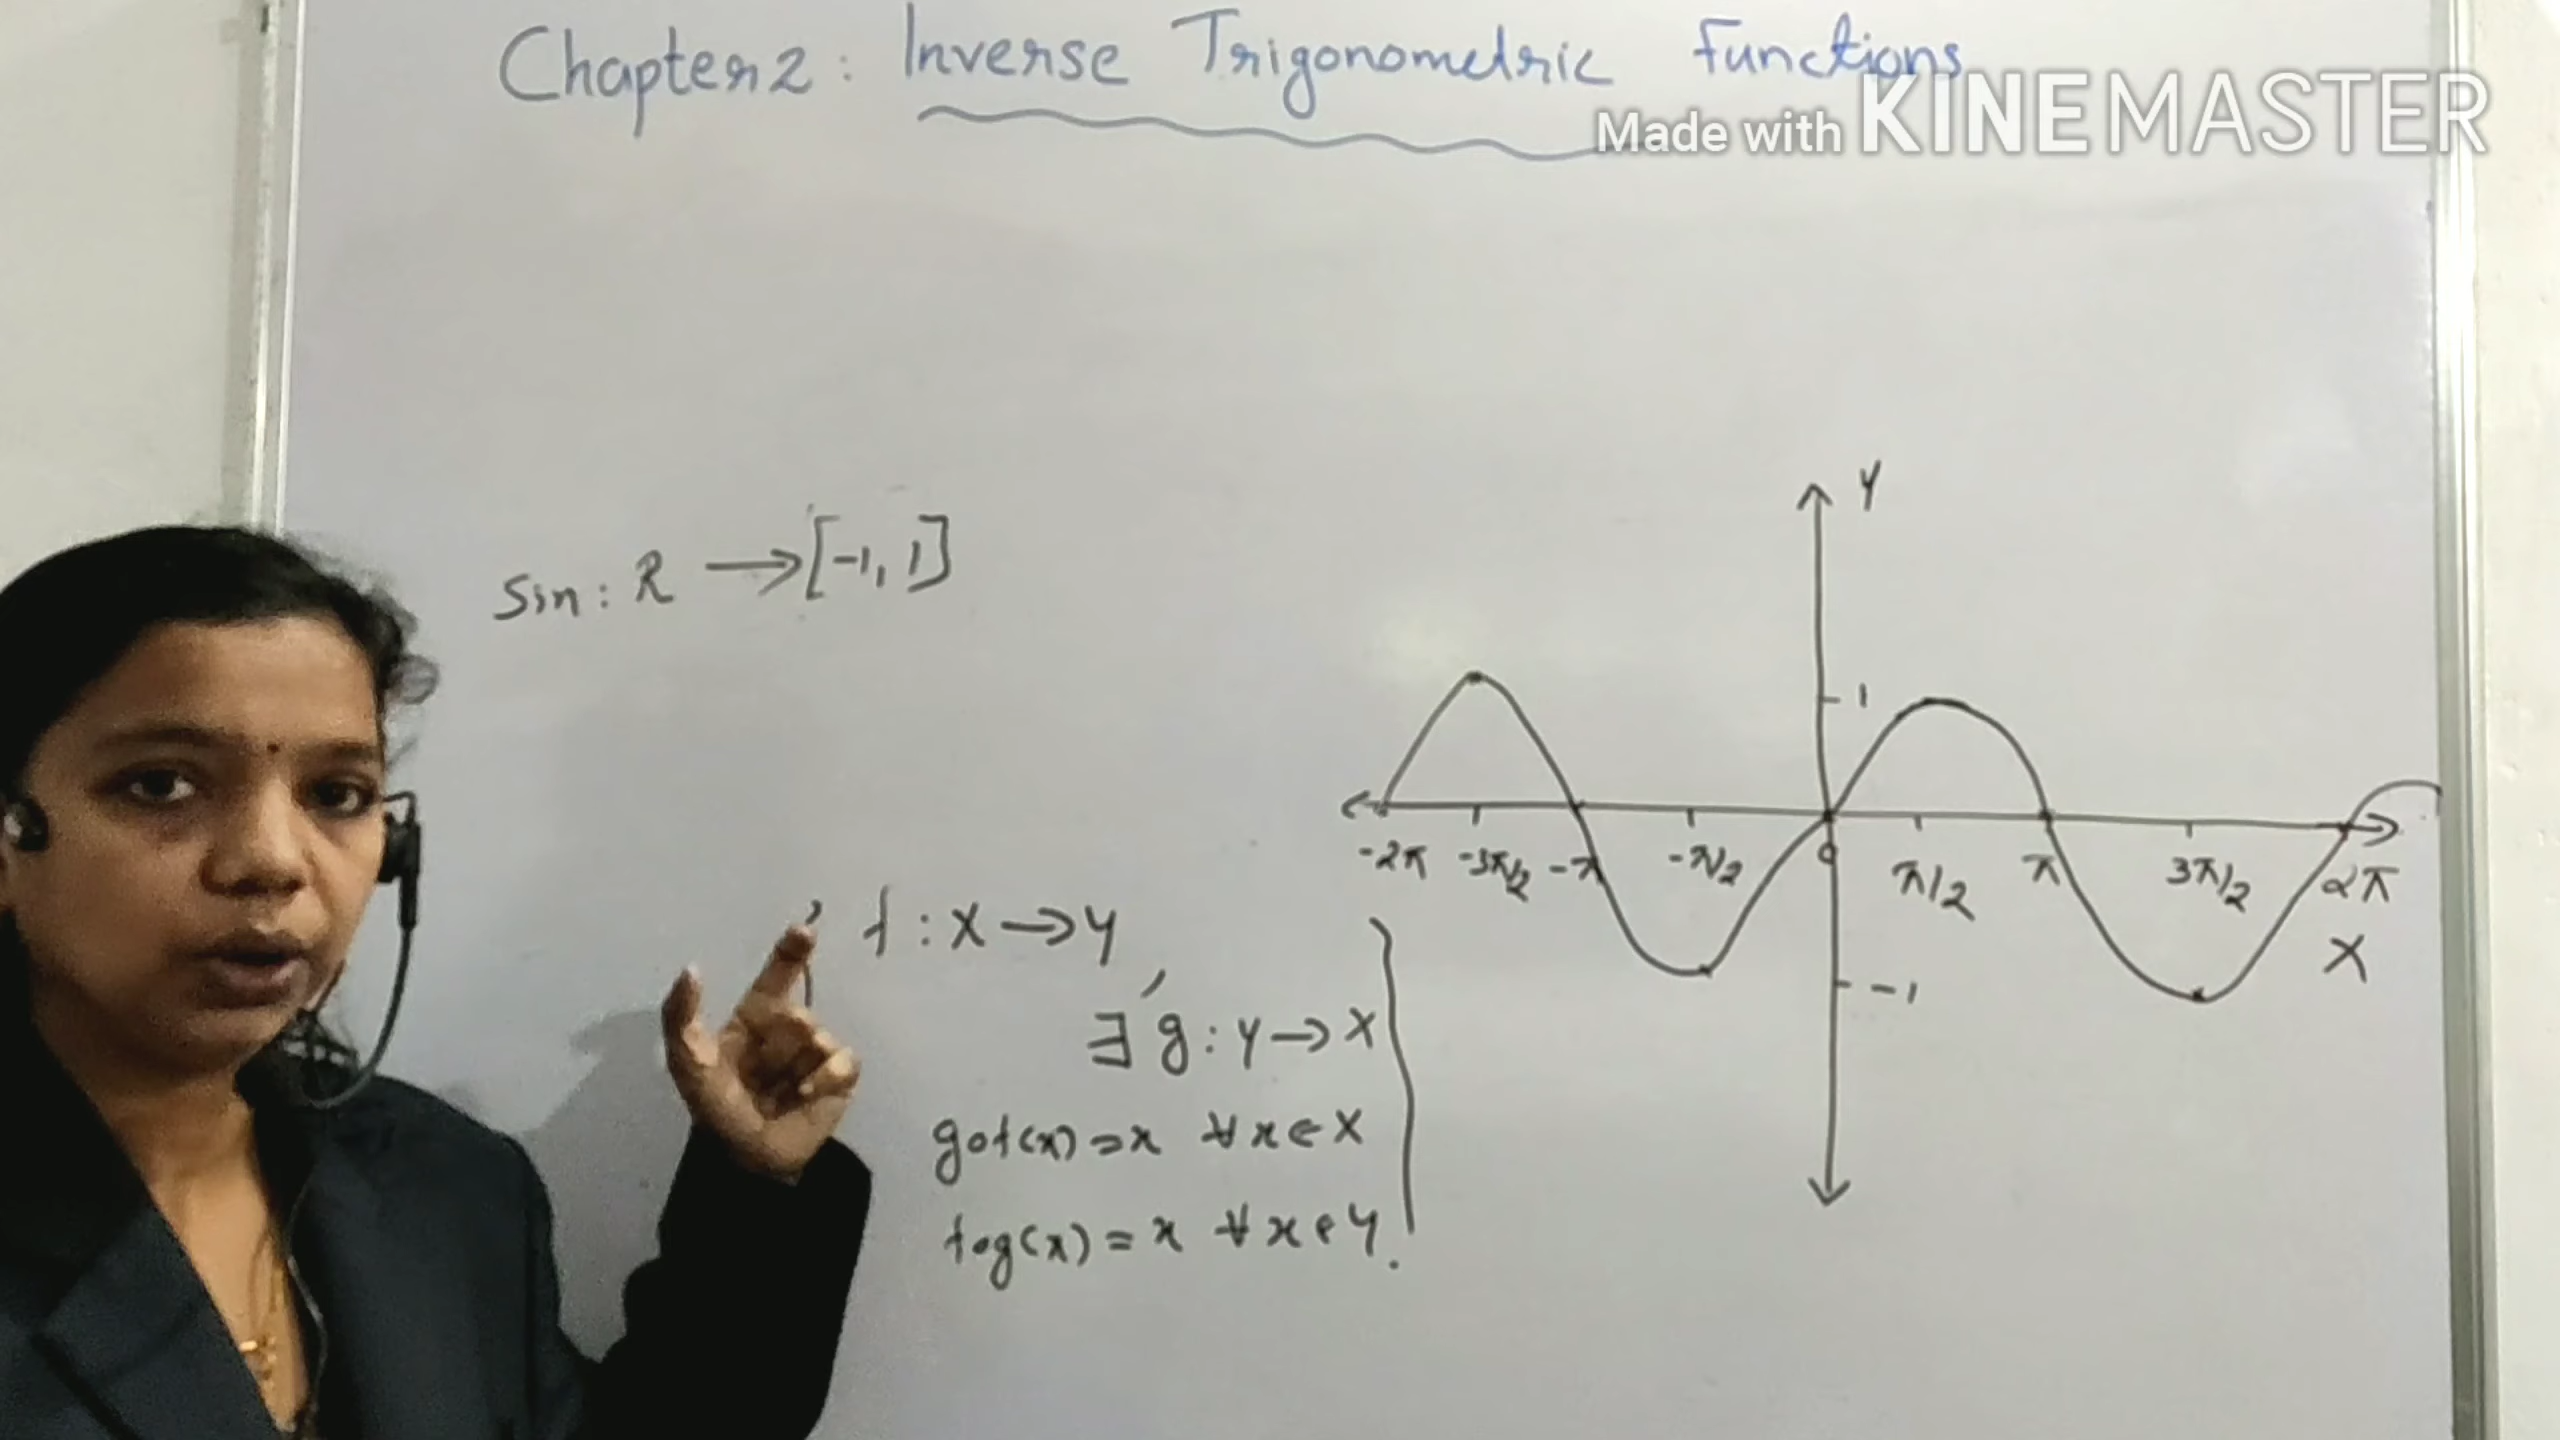 Chapter 2 : Inverse Trigonometric Functions
Made with KINEMASTER
Sin : R → [-1, 1]
Y
1
-2π -3π/2 -π -π/2 0 π/2 π 3π/2 2π
X
-1
f : X → Y,
∃ g : Y → X
gof(x) = x ∀ x ∈ X
fog(x) = x ∀ x ∈ Y.